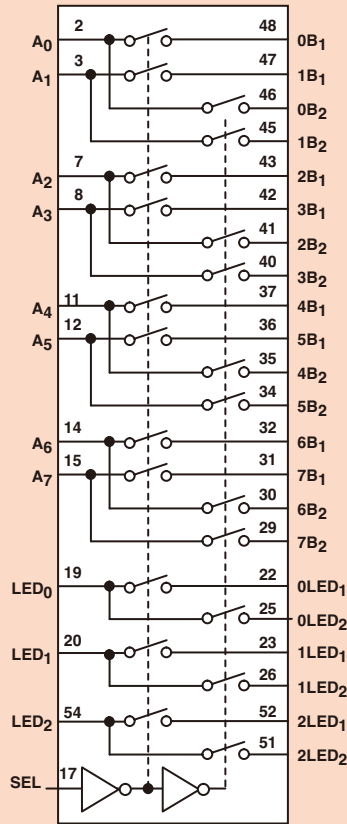 A0 2 48 0B1
A1 3 47 1B1
46 0B2
45 1B2
A2 7 43 2B1
A3 8 42 3B1
41 2B2
40 3B2
A4 11 37 4B1
A5 12 36 5B1
35 4B2
34 5B2
A6 14 32 6B1
A7 15 31 7B1
30 6B2
29 7B2
LED0 19 22 0LED1
25 0LED2
LED1 20 23 1LED1
26 1LED2
LED2 54 52 2LED1
51 2LED2
SEL 17